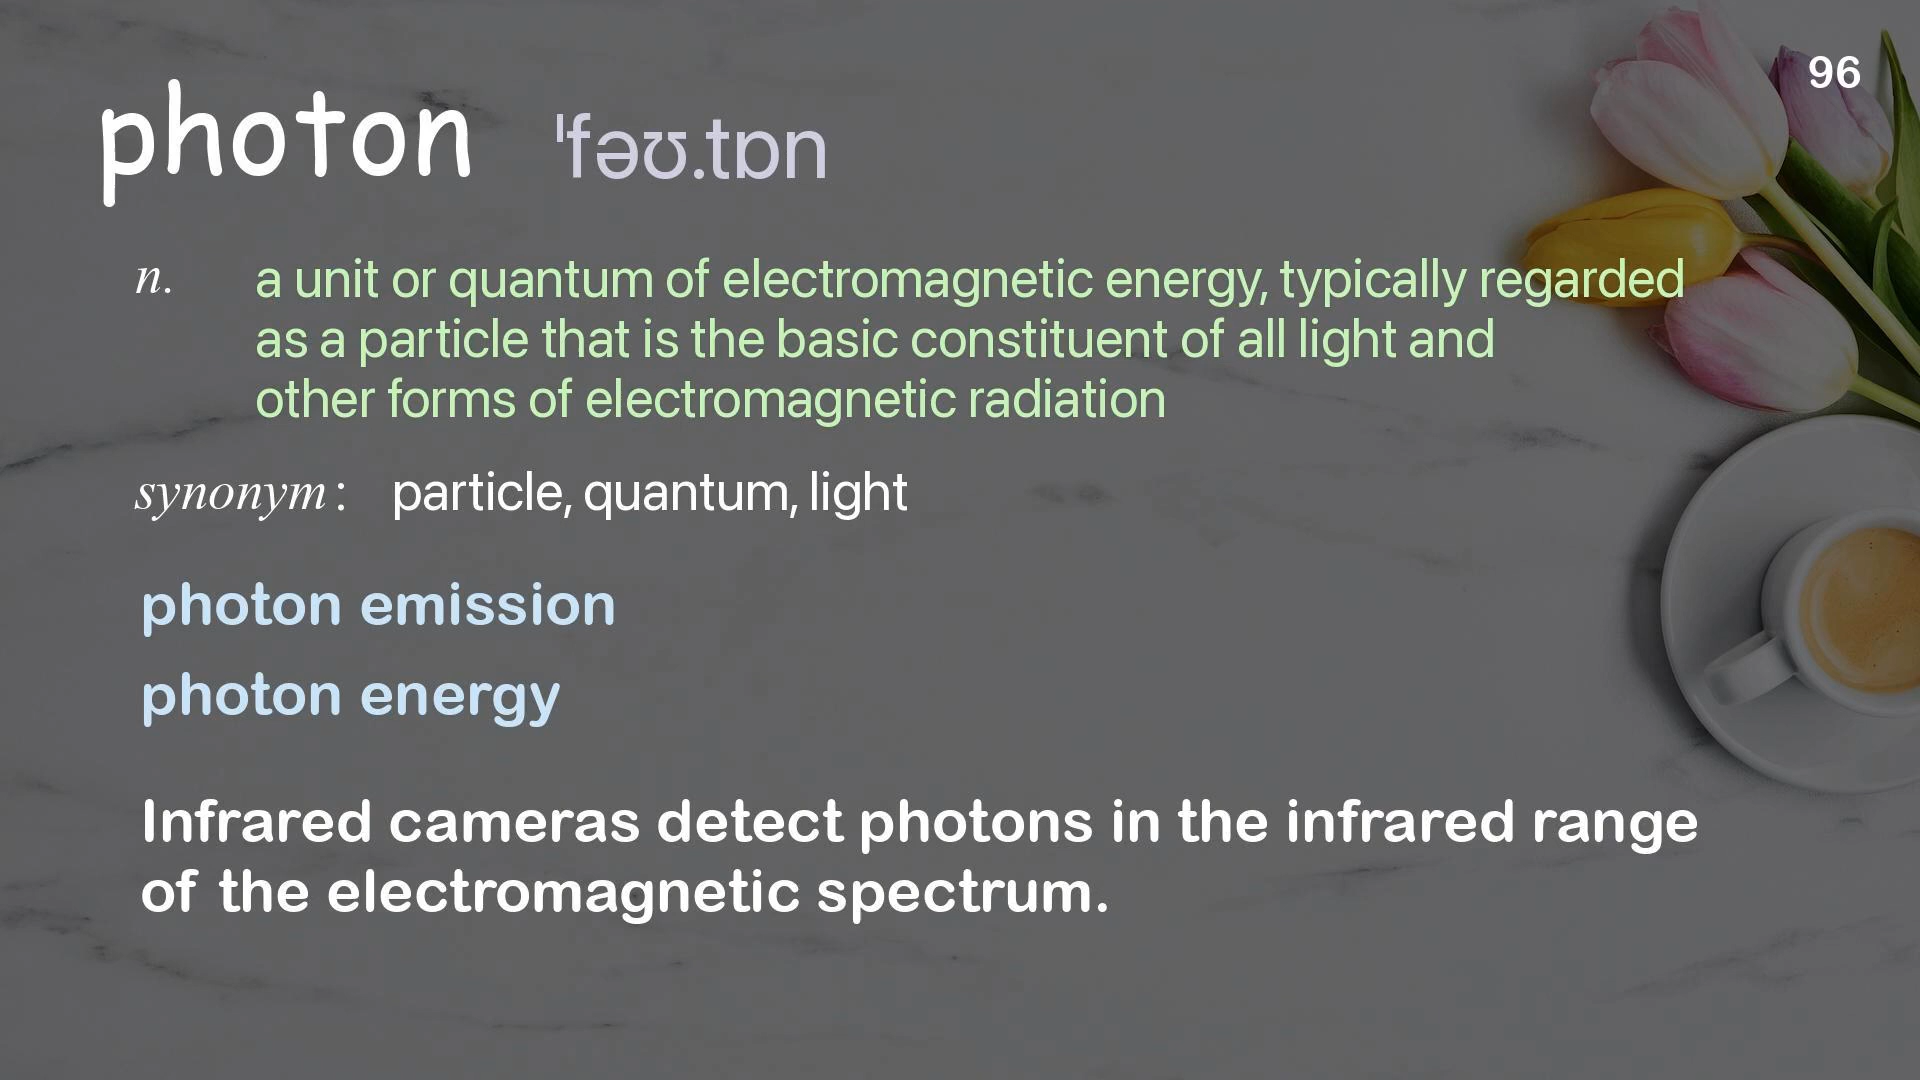 96
photon ˈfəʊ.tɒn
n. a unit or quantum of electromagnetic energy, typically regarded
as a particle that is the basic constituent of all light and
other forms of electromagnetic radiation
synonym: particle, quantum, light
photon emission
photon energy
Infrared cameras detect photons in the infrared range
of the electromagnetic spectrum.